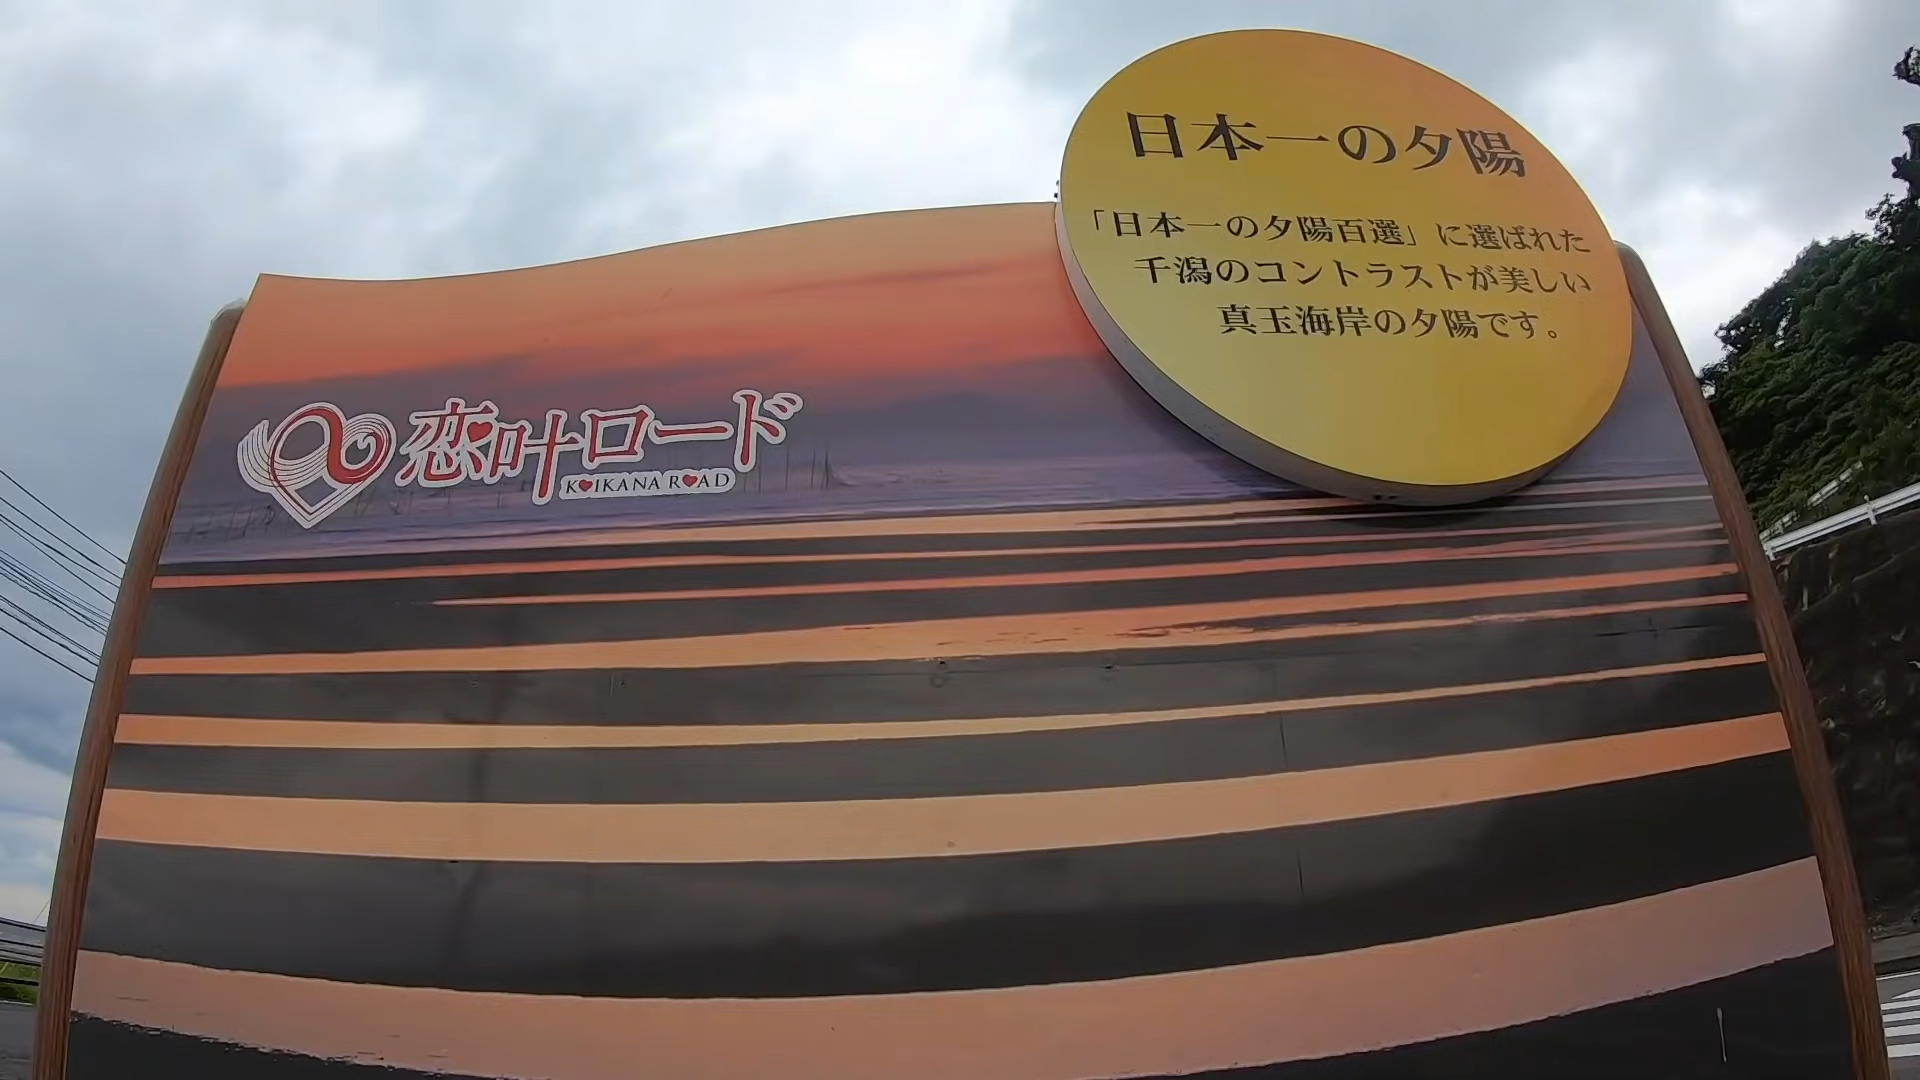 日本一の夕陽
「日本一の夕陽百選」に選ばれた
干潟のコントラストが美しい
真玉海岸の夕陽です。
恋叶ロード
KOIKANA ROAD